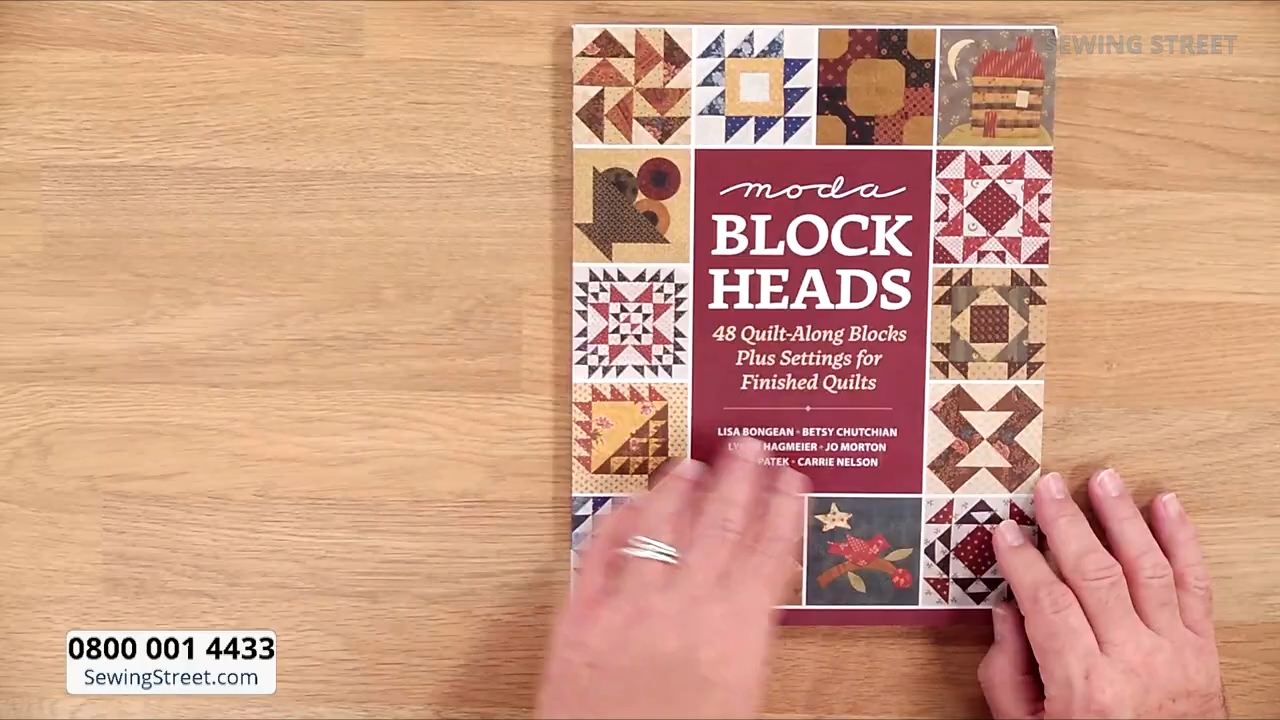 SEWING STREET
moda
BLOCK
HEADS
48 Quilt-Along Blocks
Plus Settings for
Finished Quilts
LISA BONGEAN • BETSY CHUTCHIAN
HAGMEIER • JO MORTON
PATEK • CARRIE NELSON
0800 001 4433
SewingStreet.com